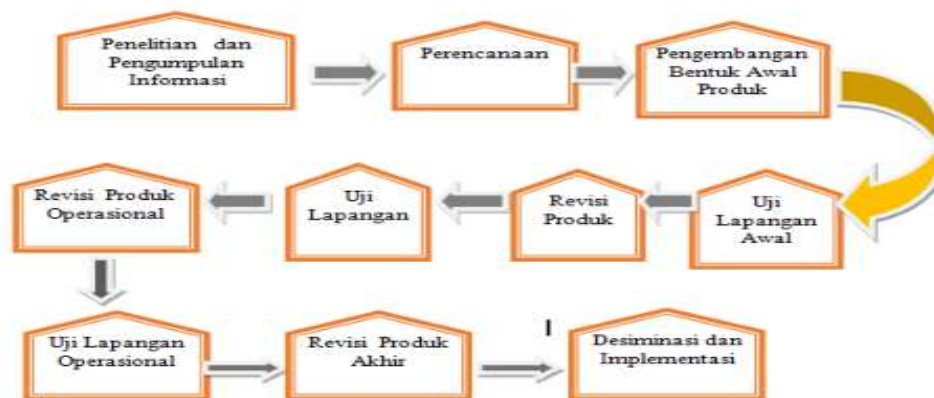 Penelitian dan
Pengumpulan
Informasi
Perencanaan
Pengembangan
Bentuk Awal
Produk
Uji
Lapangan
Awal
Revisi
Produk
Uji
Lapangan
Revisi Produk
Operasional
Uji Lapangan
Operasional
Revisi Produk
Akhir
Desiminasi dan
Implementasi